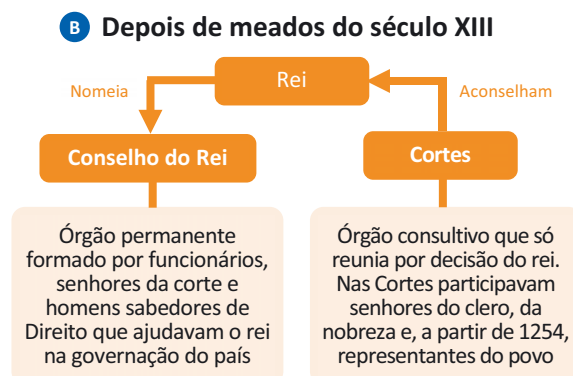 B Depois de meados do século XIII
Rei
Nomeia
Aconselham
Conselho do Rei
Cortes
Órgão permanente
formado por funcionários,
senhores da corte e
homens sabedores de
Direito que ajudavam o rei
na governação do país
Órgão consultivo que só
reunia por decisão do rei.
Nas Cortes participavam
senhores do clero, da
nobreza e, a partir de 1254,
representantes do povo